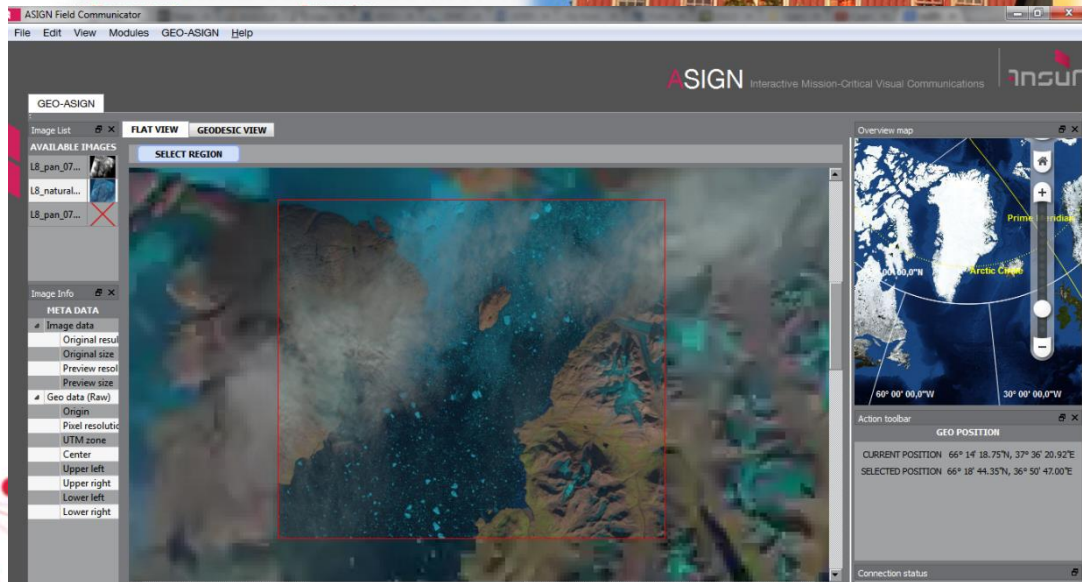 ASIGN Field Communicator
File Edit View Modules GEO-ASIGN Help
ASIGN Interactive Mission-Critical Visual Communications
GEO-ASIGN
Image List
AVAILABLE IMAGES
L8_pan_07...
L8_natural...
L8_pan_07...
Image Info
META DATA
Image data
Original resul
Original size
Preview resol
Preview size
Geo data (Raw)
Origin
Pixel resolutic
UTM zone
Center
Upper left
Upper right
Lower left
Lower right
FLAT VIEW GEODESIC VIEW
SELECT REGION
Overview map
Prime
Arctic Circle
60° 00' 00,0"W 30° 00' 00,0"W
Action toolbar
GEO POSITION
CURRENT POSITION 66° 14' 18.75"N, 37° 36' 20.92"E
SELECTED POSITION 66° 18' 44.35"N, 36° 50' 47.00"E
Connection status